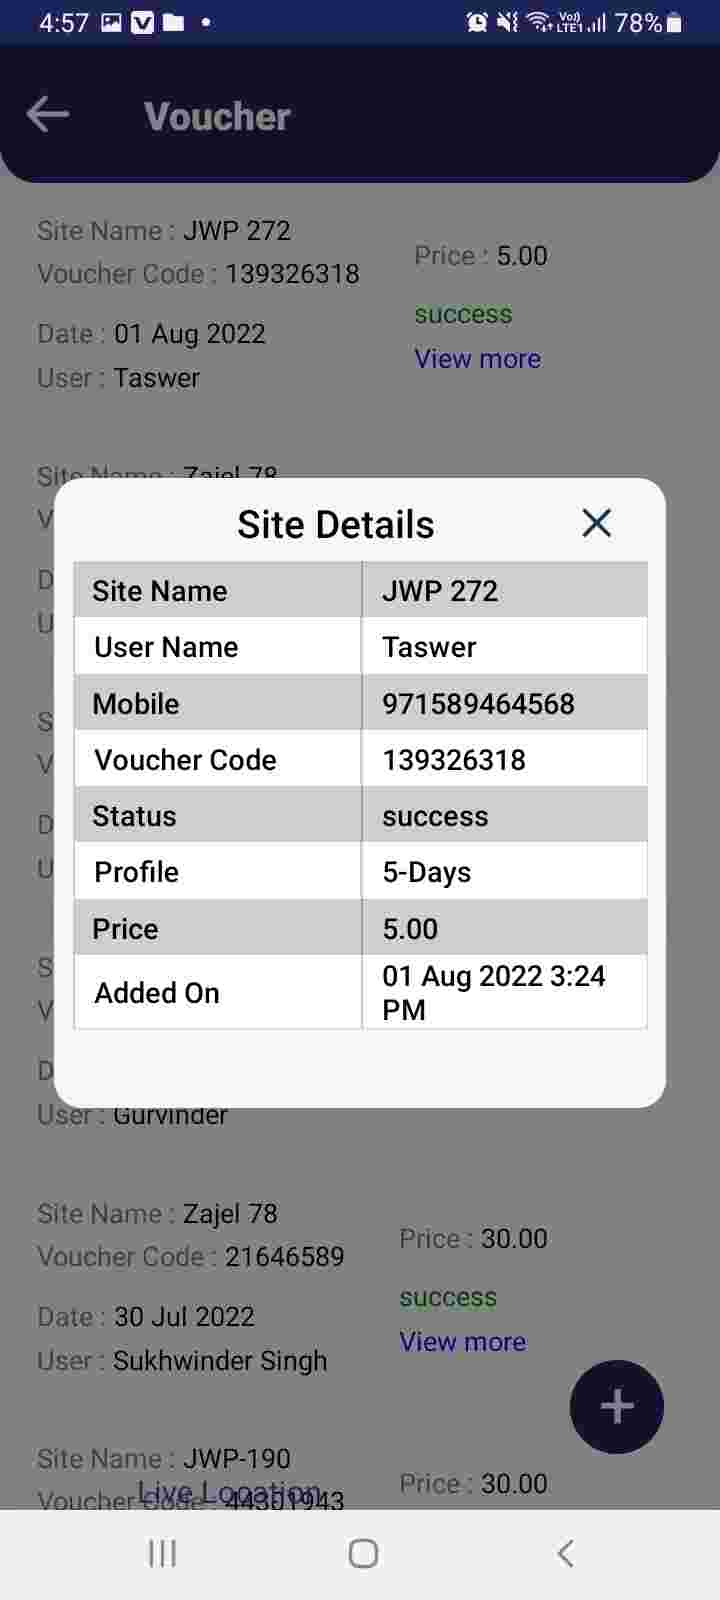 4:57 78%
Voucher
Site Name : JWP 272
Price : 5.00
Voucher Code : 139326318
success
Date : 01 Aug 2022
View more
User : Taswer
Site Name : Zajel 78
Site Details
Site Name JWP 272
User Name Taswer
Mobile 971589464568
Voucher Code 139326318
Status success
Profile 5-Days
Price 5.00
Added On 01 Aug 2022 3:24
PM
User : Gurvinder
Site Name : Zajel 78
Price : 30.00
Voucher Code : 21646589
success
Date : 30 Jul 2022
View more
User : Sukhwinder Singh
Site Name : JWP-190
Price : 30.00
Live Location
Voucher Code : 44301943